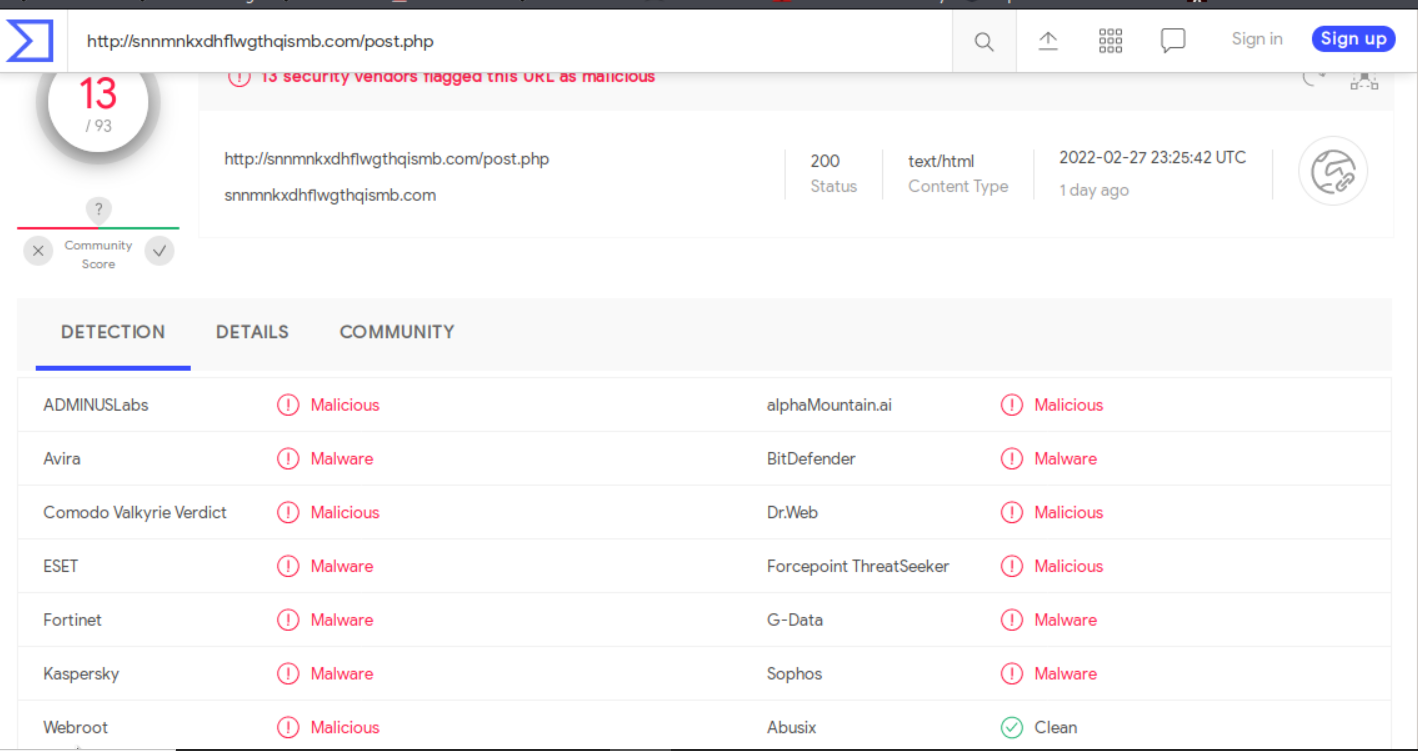 http://snnmnkxdhflwgthqismb.com/post.php
Sign in
Sign up
13
/ 93
13 security vendors flagged this URL as malicious
http://snnmnkxdhflwgthqismb.com/post.php
snnmnkxdhflwgthqismb.com
200
Status
text/html
Content Type
2022-02-27 23:25:42 UTC
1 day ago
?
Community
Score
DETECTION
DETAILS
COMMUNITY
ADMINUSLabs Malicious alphaMountain.ai Malicious
Avira Malware BitDefender Malware
Comodo Valkyrie Verdict Malicious Dr.Web Malicious
ESET Malware Forcepoint ThreatSeeker Malicious
Fortinet Malware G-Data Malware
Kaspersky Malware Sophos Malware
Webroot Malicious Abusix Clean